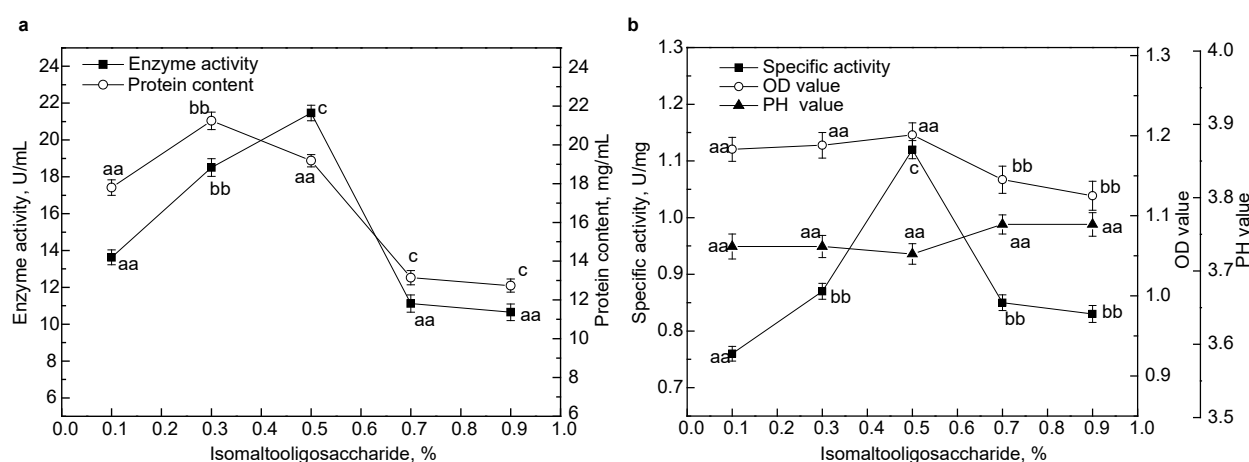 a
Enzyme activity
Protein content
Enzyme activity, U/mL
24
22
20
18
16
14
12
10
8
6
Protein content, mg/mL
24
22
20
18
16
14
12
10
8
6
aa
bb
c
aa
bb
aa
c
c
aa
aa
0.0 0.1 0.2 0.3 0.4 0.5 0.6 0.7 0.8 0.9 1.0
Isomaltooligosaccharide, %
b
Specific activity
OD value
PH value
Specific activity, U/mg
1.3
1.2
1.1
1.0
0.9
0.8
0.7
OD value
1.3
1.2
1.1
1.0
0.9
PH value
4.0
3.9
3.8
3.7
3.6
3.5
aa
aa
aa
bb
bb
c
aa
aa
aa
aa
aa
bb
bb
bb
aa
0.0 0.1 0.2 0.3 0.4 0.5 0.6 0.7 0.8 0.9 1.0
Isomaltooligosaccharide, %